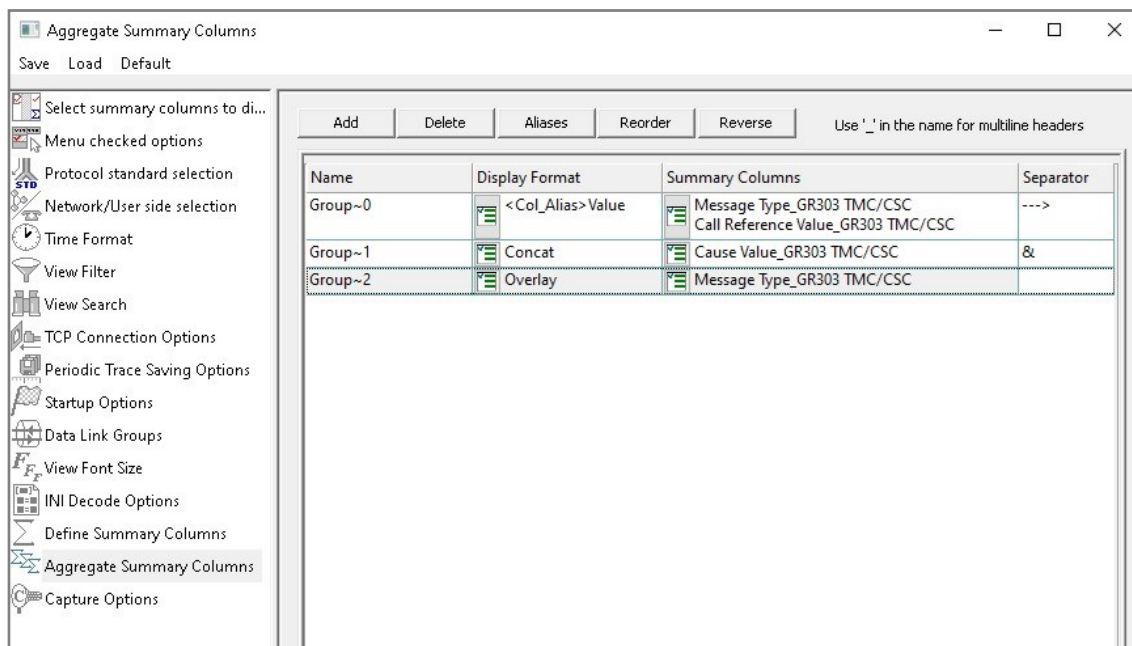 Aggregate Summary Columns
Save Load Default
Select summary columns to di...
Menu checked options
Protocol standard selection
Network/User side selection
Time Format
View Filter
View Search
TCP Connection Options
Periodic Trace Saving Options
Startup Options
Data Link Groups
View Font Size
INI Decode Options
Define Summary Columns
Aggregate Summary Columns
Capture Options
STD
Add Delete Aliases Reorder Reverse Use '_' in the name for multiline headers
Name Display Format Summary Columns Separator
Group~0 <Col_Alias>Value Message Type_GR303 TMC/CSC --->
Call Reference Value_GR303 TMC/CSC
Group~1 Concat Cause Value_GR303 TMC/CSC &
Group~2 Overlay Message Type_GR303 TMC/CSC